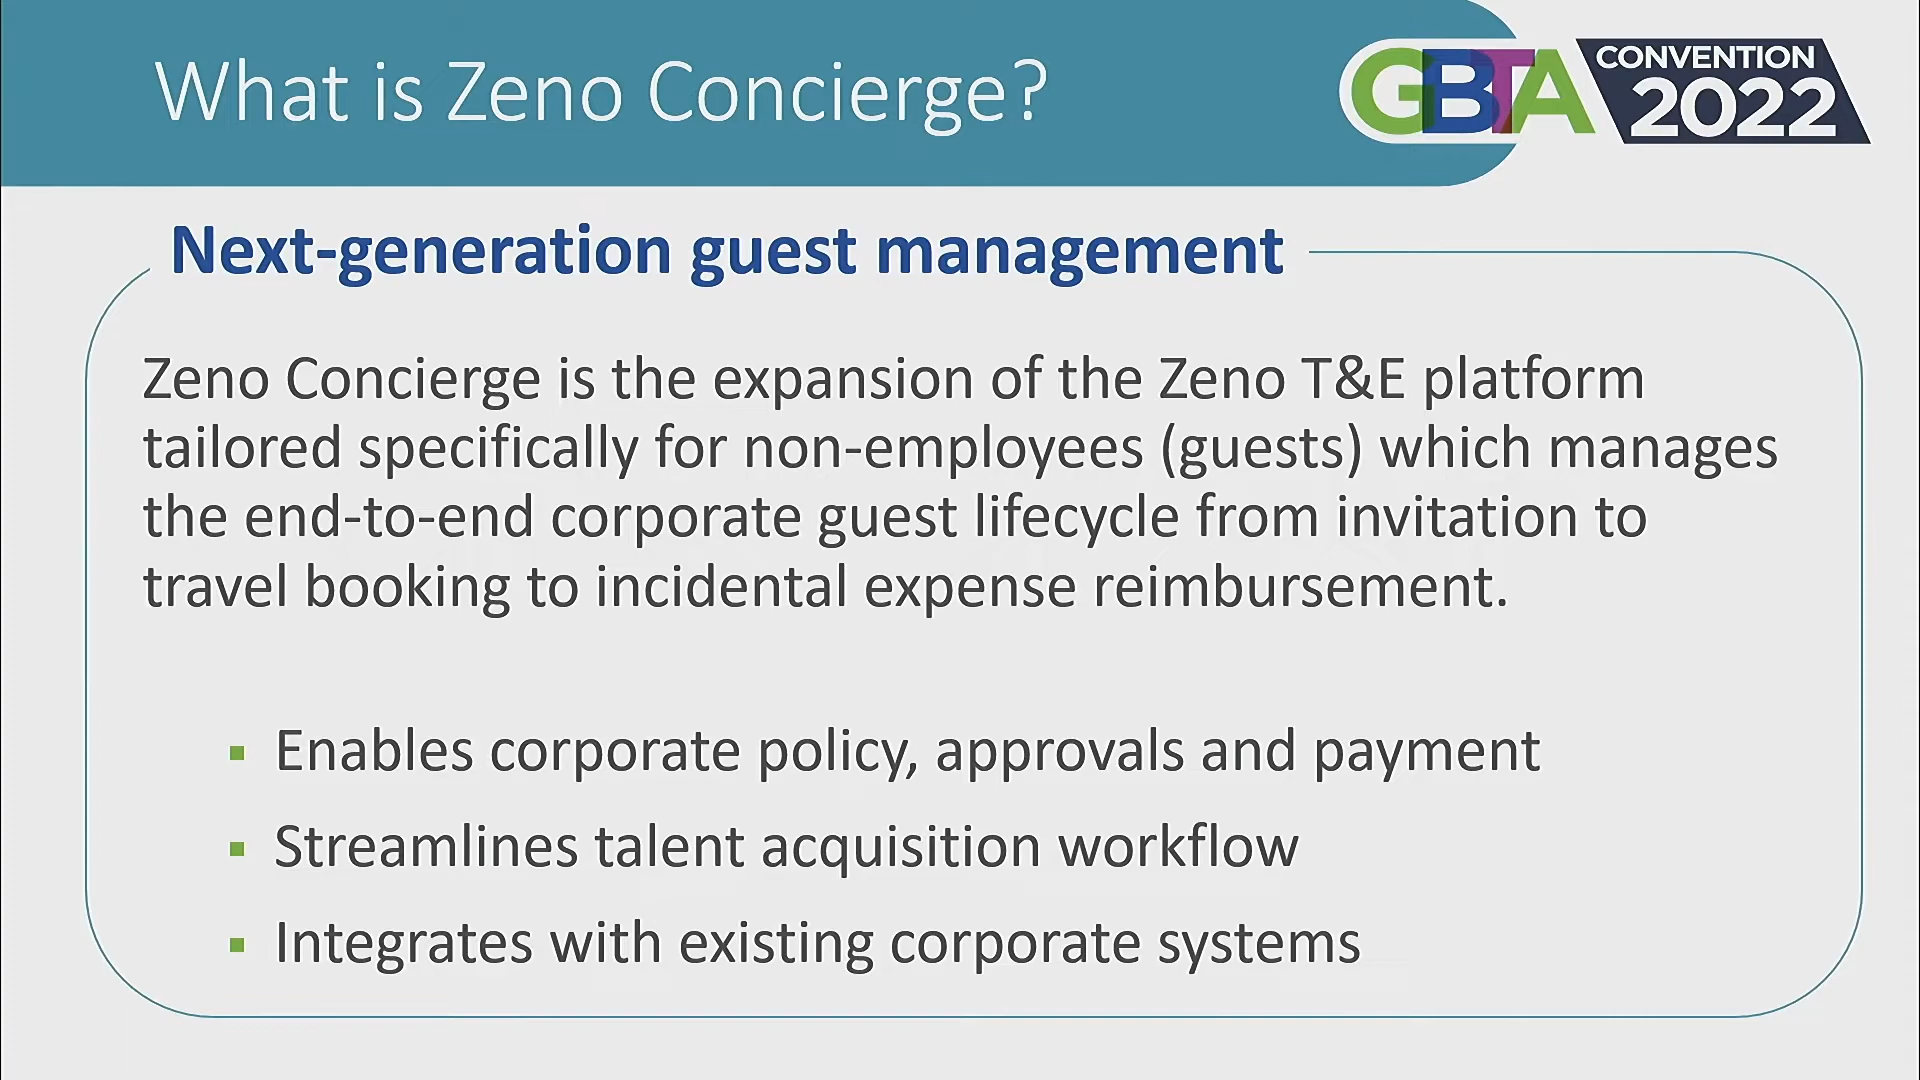 What is Zeno Concierge?
GBTA CONVENTION
2022
Next-generation guest management
Zeno Concierge is the expansion of the Zeno T&E platform
tailored specifically for non-employees (guests) which manages
the end-to-end corporate guest lifecycle from invitation to
travel booking to incidental expense reimbursement.
▪ Enables corporate policy, approvals and payment
▪ Streamlines talent acquisition workflow
▪ Integrates with existing corporate systems